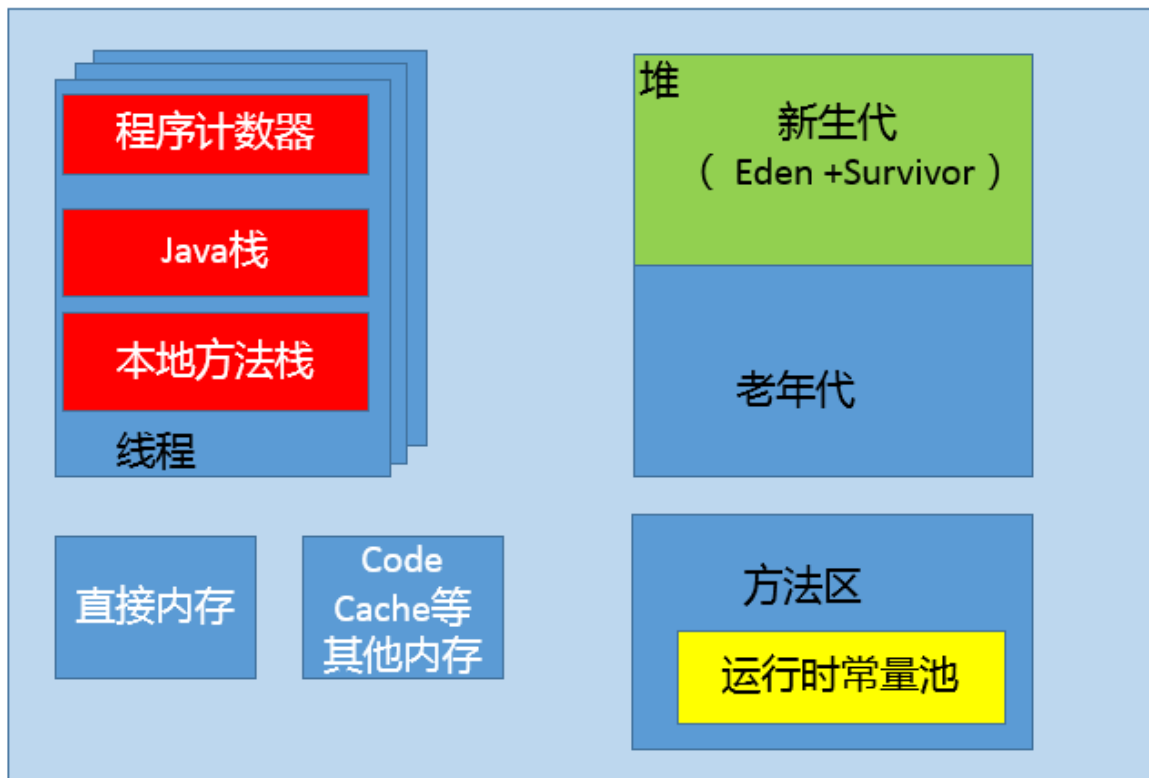 程序计数器
Java栈
本地方法栈
线程
堆
新生代
（ Eden +Survivor ）
老年代
直接内存
Code
Cache等
其他内存
方法区
运行时常量池